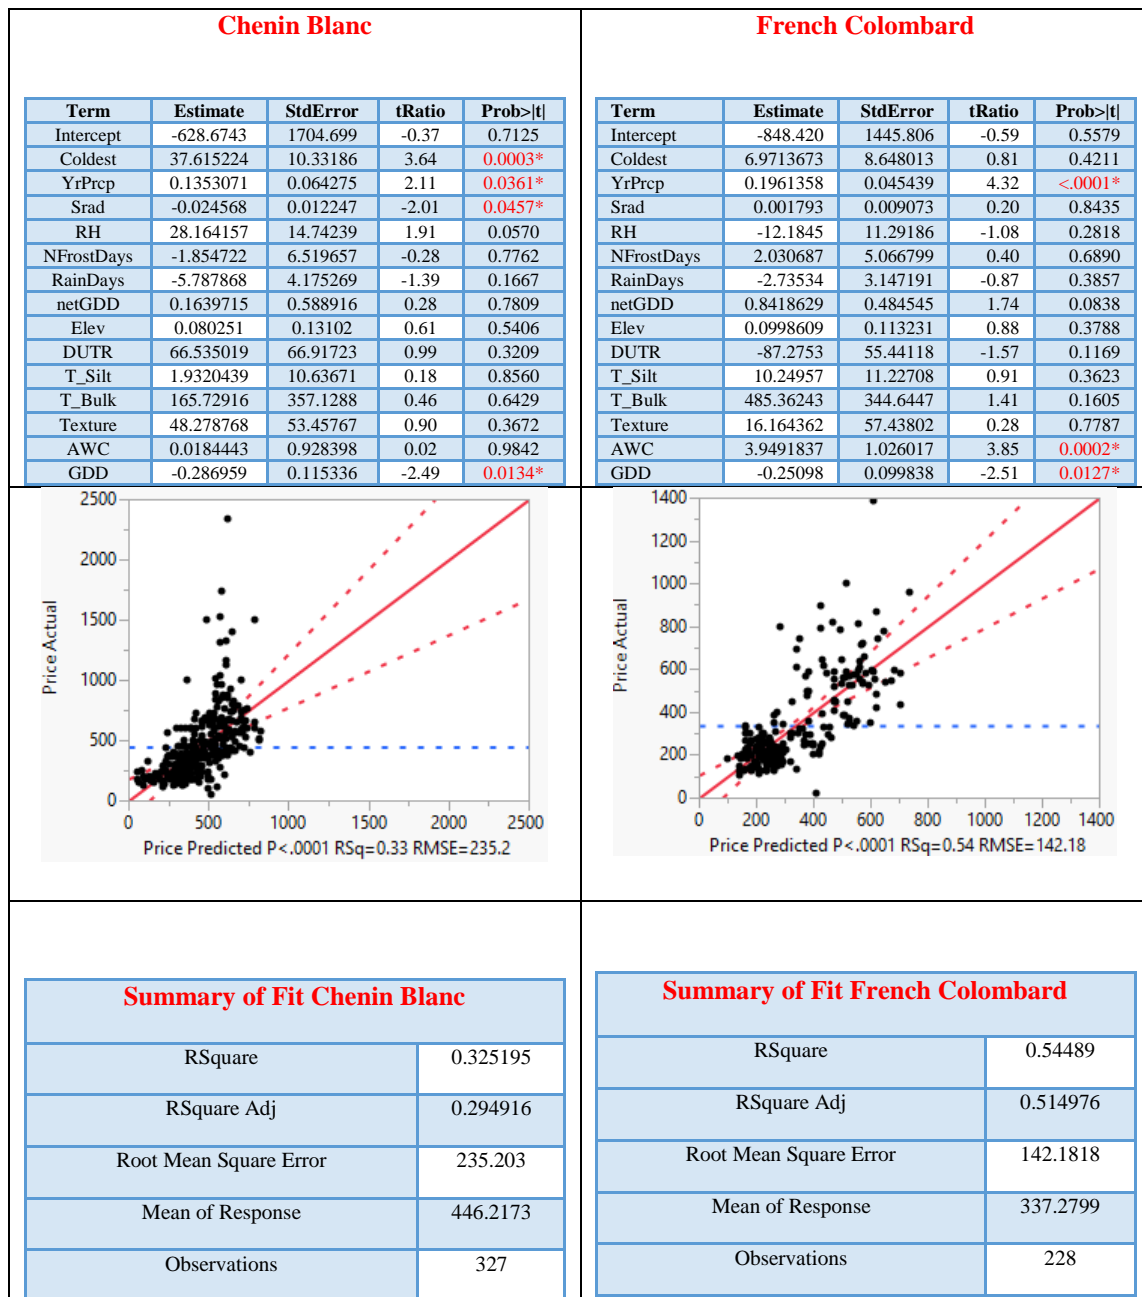 Chenin Blanc
Term Estimate StdError tRatio Prob>|t|
Intercept -628.6743 1704.699 -0.37 0.7125
Coldest 37.615224 10.33186 3.64 0.0003*
YrPrcp 0.1353071 0.064275 2.11 0.0361*
Srad -0.024568 0.012247 -2.01 0.0457*
RH 28.164157 14.74239 1.91 0.0570
NFrostDays -1.854722 6.519657 -0.28 0.7762
RainDays -5.787868 4.175269 -1.39 0.1667
netGDD 0.1639715 0.588916 0.28 0.7809
Elev 0.080251 0.13102 0.61 0.5406
DUTR 66.535019 66.91723 0.99 0.3209
T_Silt 1.9320439 10.63671 0.18 0.8560
T_Bulk 165.72916 357.1288 0.46 0.6429
Texture 48.278768 53.45767 0.90 0.3672
AWC 0.0184443 0.928398 0.02 0.9842
GDD -0.286959 0.115336 -2.49 0.0134*
French Colombard
Term Estimate StdError tRatio Prob>|t|
Intercept -848.420 1445.806 -0.59 0.5579
Coldest 6.9713673 8.648013 0.81 0.4211
YrPrcp 0.1961358 0.045439 4.32 <.0001*
Srad 0.001793 0.009073 0.20 0.8435
RH -12.1845 11.29186 -1.08 0.2818
NFrostDays 2.030687 5.066799 0.40 0.6890
RainDays -2.73534 3.147191 -0.87 0.3857
netGDD 0.8418629 0.484545 1.74 0.0838
Elev 0.0998609 0.113231 0.88 0.3788
DUTR -87.2753 55.44118 -1.57 0.1169
T_Silt 10.24957 11.22708 0.91 0.3623
T_Bulk 485.36243 344.6447 1.41 0.1605
Texture 16.164362 57.43802 0.28 0.7787
AWC 3.9491837 1.026017 3.85 0.0002*
GDD -0.25098 0.099838 -2.51 0.0127*
Price Actual
2500
2000
1500
1000
500
0
0 500 1000 1500 2000 2500
Price Predicted P<.0001 RSq=0.33 RMSE=235.2
Price Actual
1400
1200
1000
800
600
400
200
0
0 200 400 600 800 1000 1200 1400
Price Predicted P<.0001 RSq=0.54 RMSE=142.18
Summary of Fit Chenin Blanc
RSquare 0.325195
RSquare Adj 0.294916
Root Mean Square Error 235.203
Mean of Response 446.2173
Observations 327
Summary of Fit French Colombard
RSquare 0.54489
RSquare Adj 0.514976
Root Mean Square Error 142.1818
Mean of Response 337.2799
Observations 228